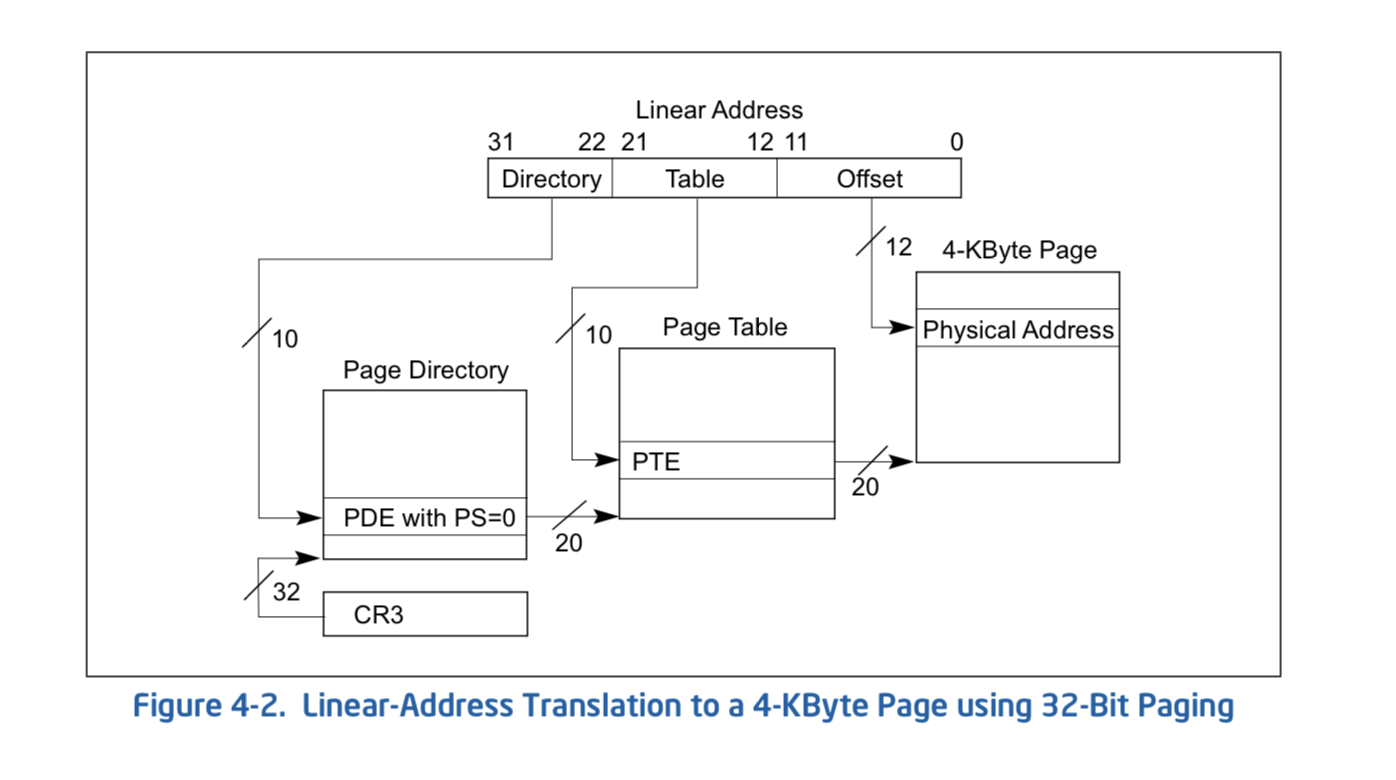 Linear Address
31 22 21 12 11 0
Directory Table Offset
12
4-KByte Page
Physical Address
10
10
Page Table
Page Directory
PTE
20
PDE with PS=0
20
32
CR3
Figure 4-2. Linear-Address Translation to a 4-KByte Page using 32-Bit Paging